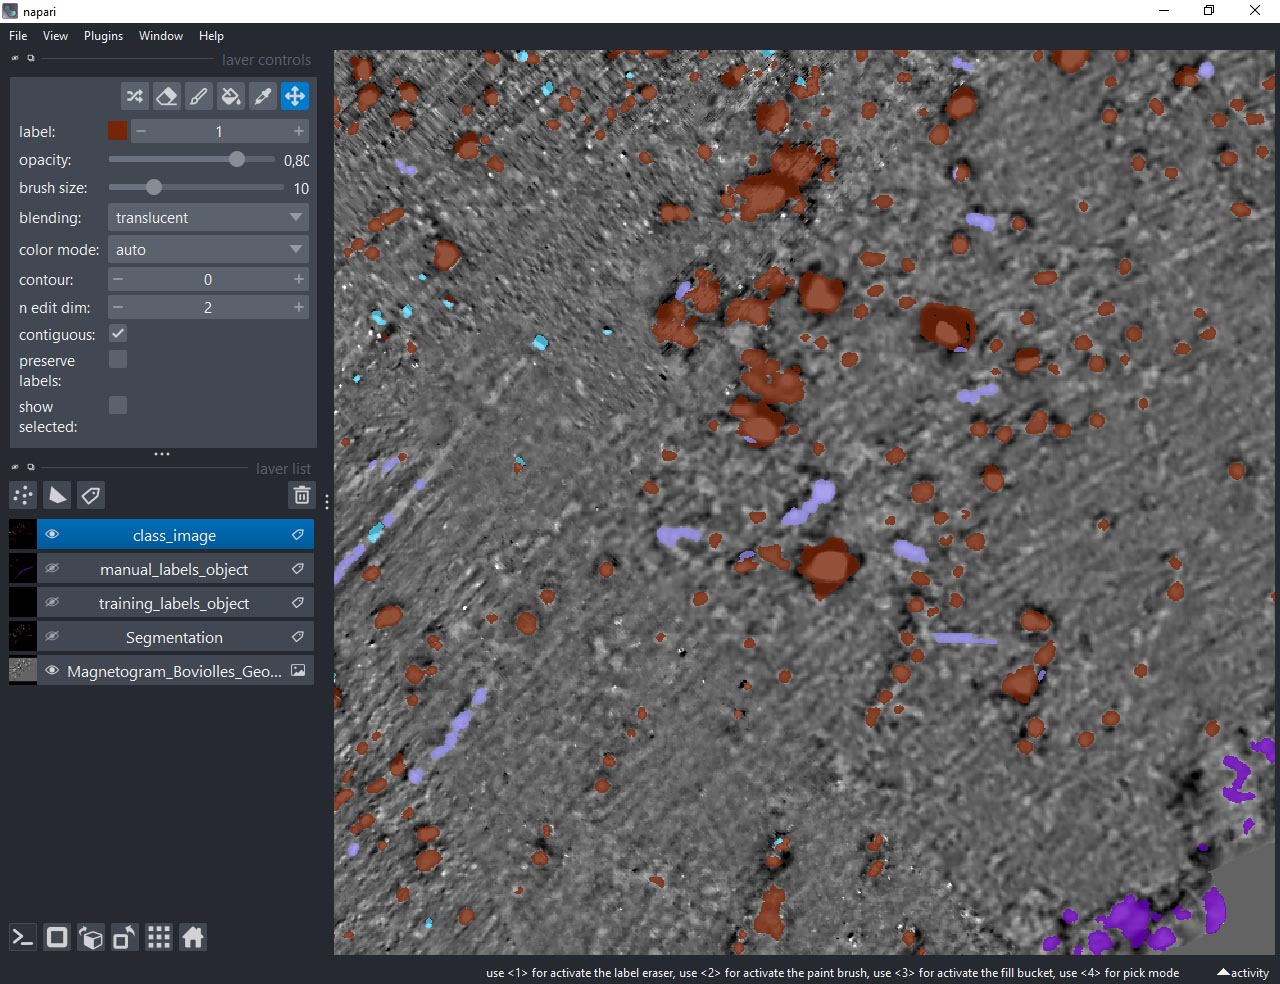 napari
File View Plugins Window Help
layer controls
label: 1
opacity: 0,80
brush size: 10
blending: translucent
color mode: auto
contour: 0
n edit dim: 2
contiguous:
preserve
labels:
show
selected:
layer list
class_image
manual_labels_object
training_labels_object
Segmentation
Magnetogram_Boviolles_Geo...
use <1> for activate the label eraser, use <2> for activate the paint brush, use <3> for activate the fill bucket, use <4> for pick mode
activity